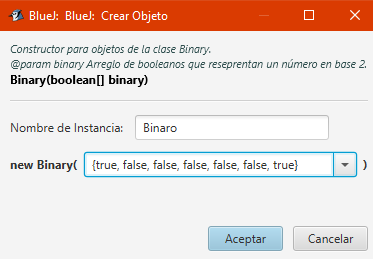 BlueJ: BlueJ: Crear Objeto
Constructor para objetos de la clase Binary.
@param binary Arreglo de booleanos que reseprentan un número en base 2.
Binary(boolean[] binary)
Nombre de Instancia: Binaro
new Binary( {true, false, false, false, false, false, true} )
Aceptar Cancelar